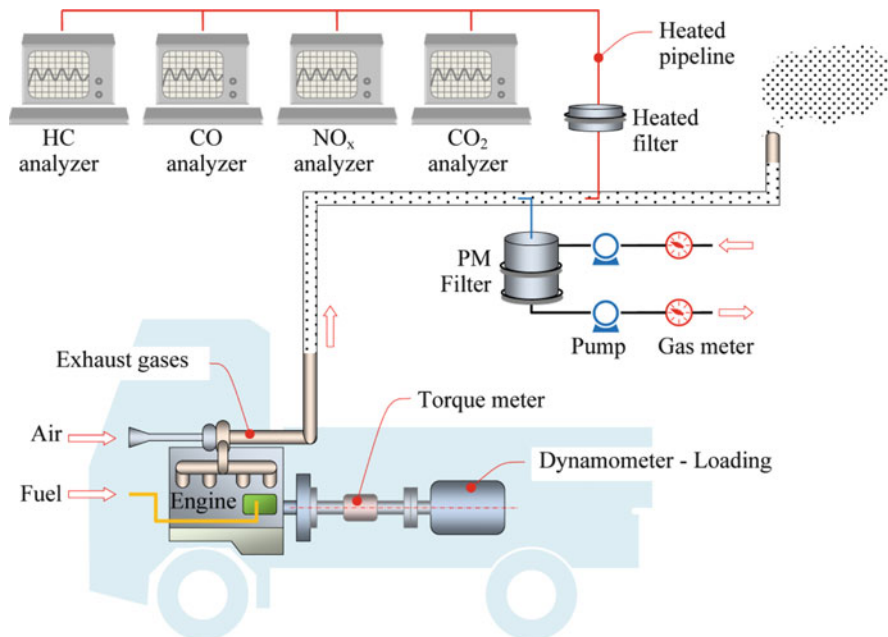 Heated
pipeline
HC
analyzer
CO
analyzer
NOx
analyzer
CO2
analyzer
Heated
filter
PM
Filter
Pump
Gas meter
Exhaust gases
Torque meter
Air
Dynamometer - Loading
Fuel
Engine